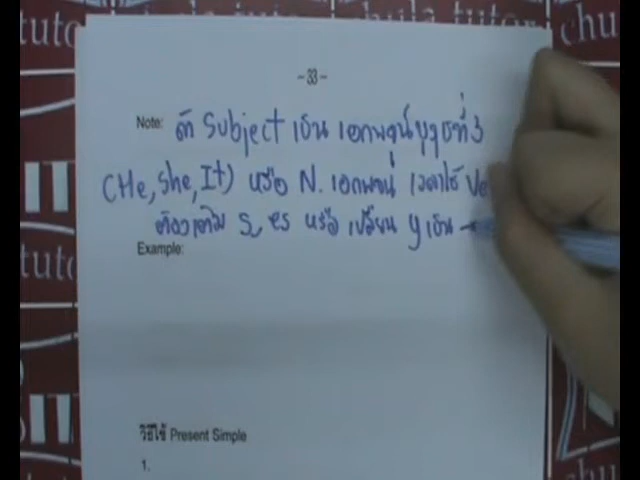 chula tutor
-33-
Note: ถ้า Subject เป็น เอกพจน์บุรุษที่3
(He, She, It) หรือ N. เอกพจน์ เวลาใช้ Ve
ต้องเติม s, es หรือ เปลี่ยน y เป็น
Example:
วิธีใช้ Present Simple
1.